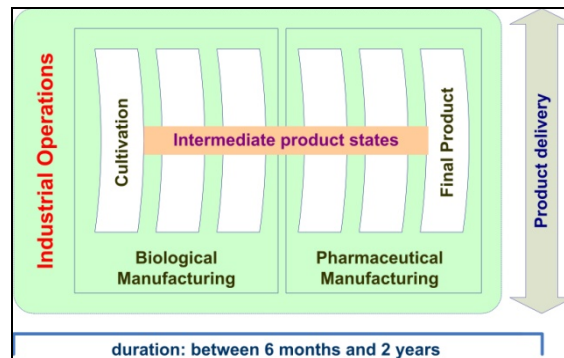 Industrial Operations
Cultivation
Intermediate product states
Final Product
Biological
Manufacturing
Pharmaceutical
Manufacturing
Product delivery
duration: between 6 months and 2 years